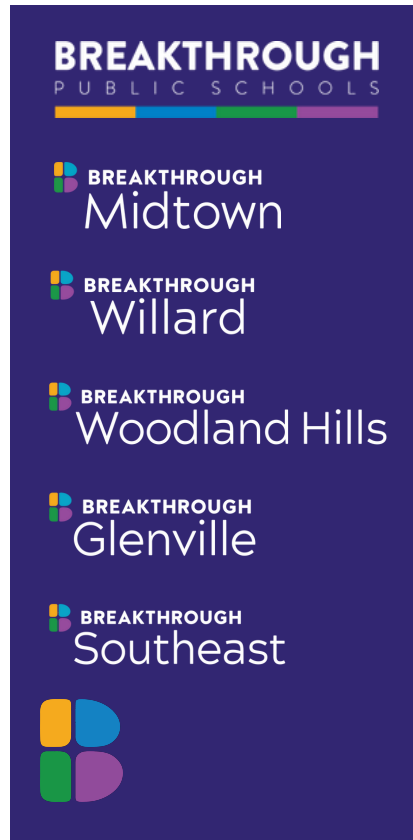 BREAKTHROUGH
PUBLIC SCHOOLS
BREAKTHROUGH
Midtown
BREAKTHROUGH
Willard
BREAKTHROUGH
Woodland Hills
BREAKTHROUGH
Glenville
BREAKTHROUGH
Southeast